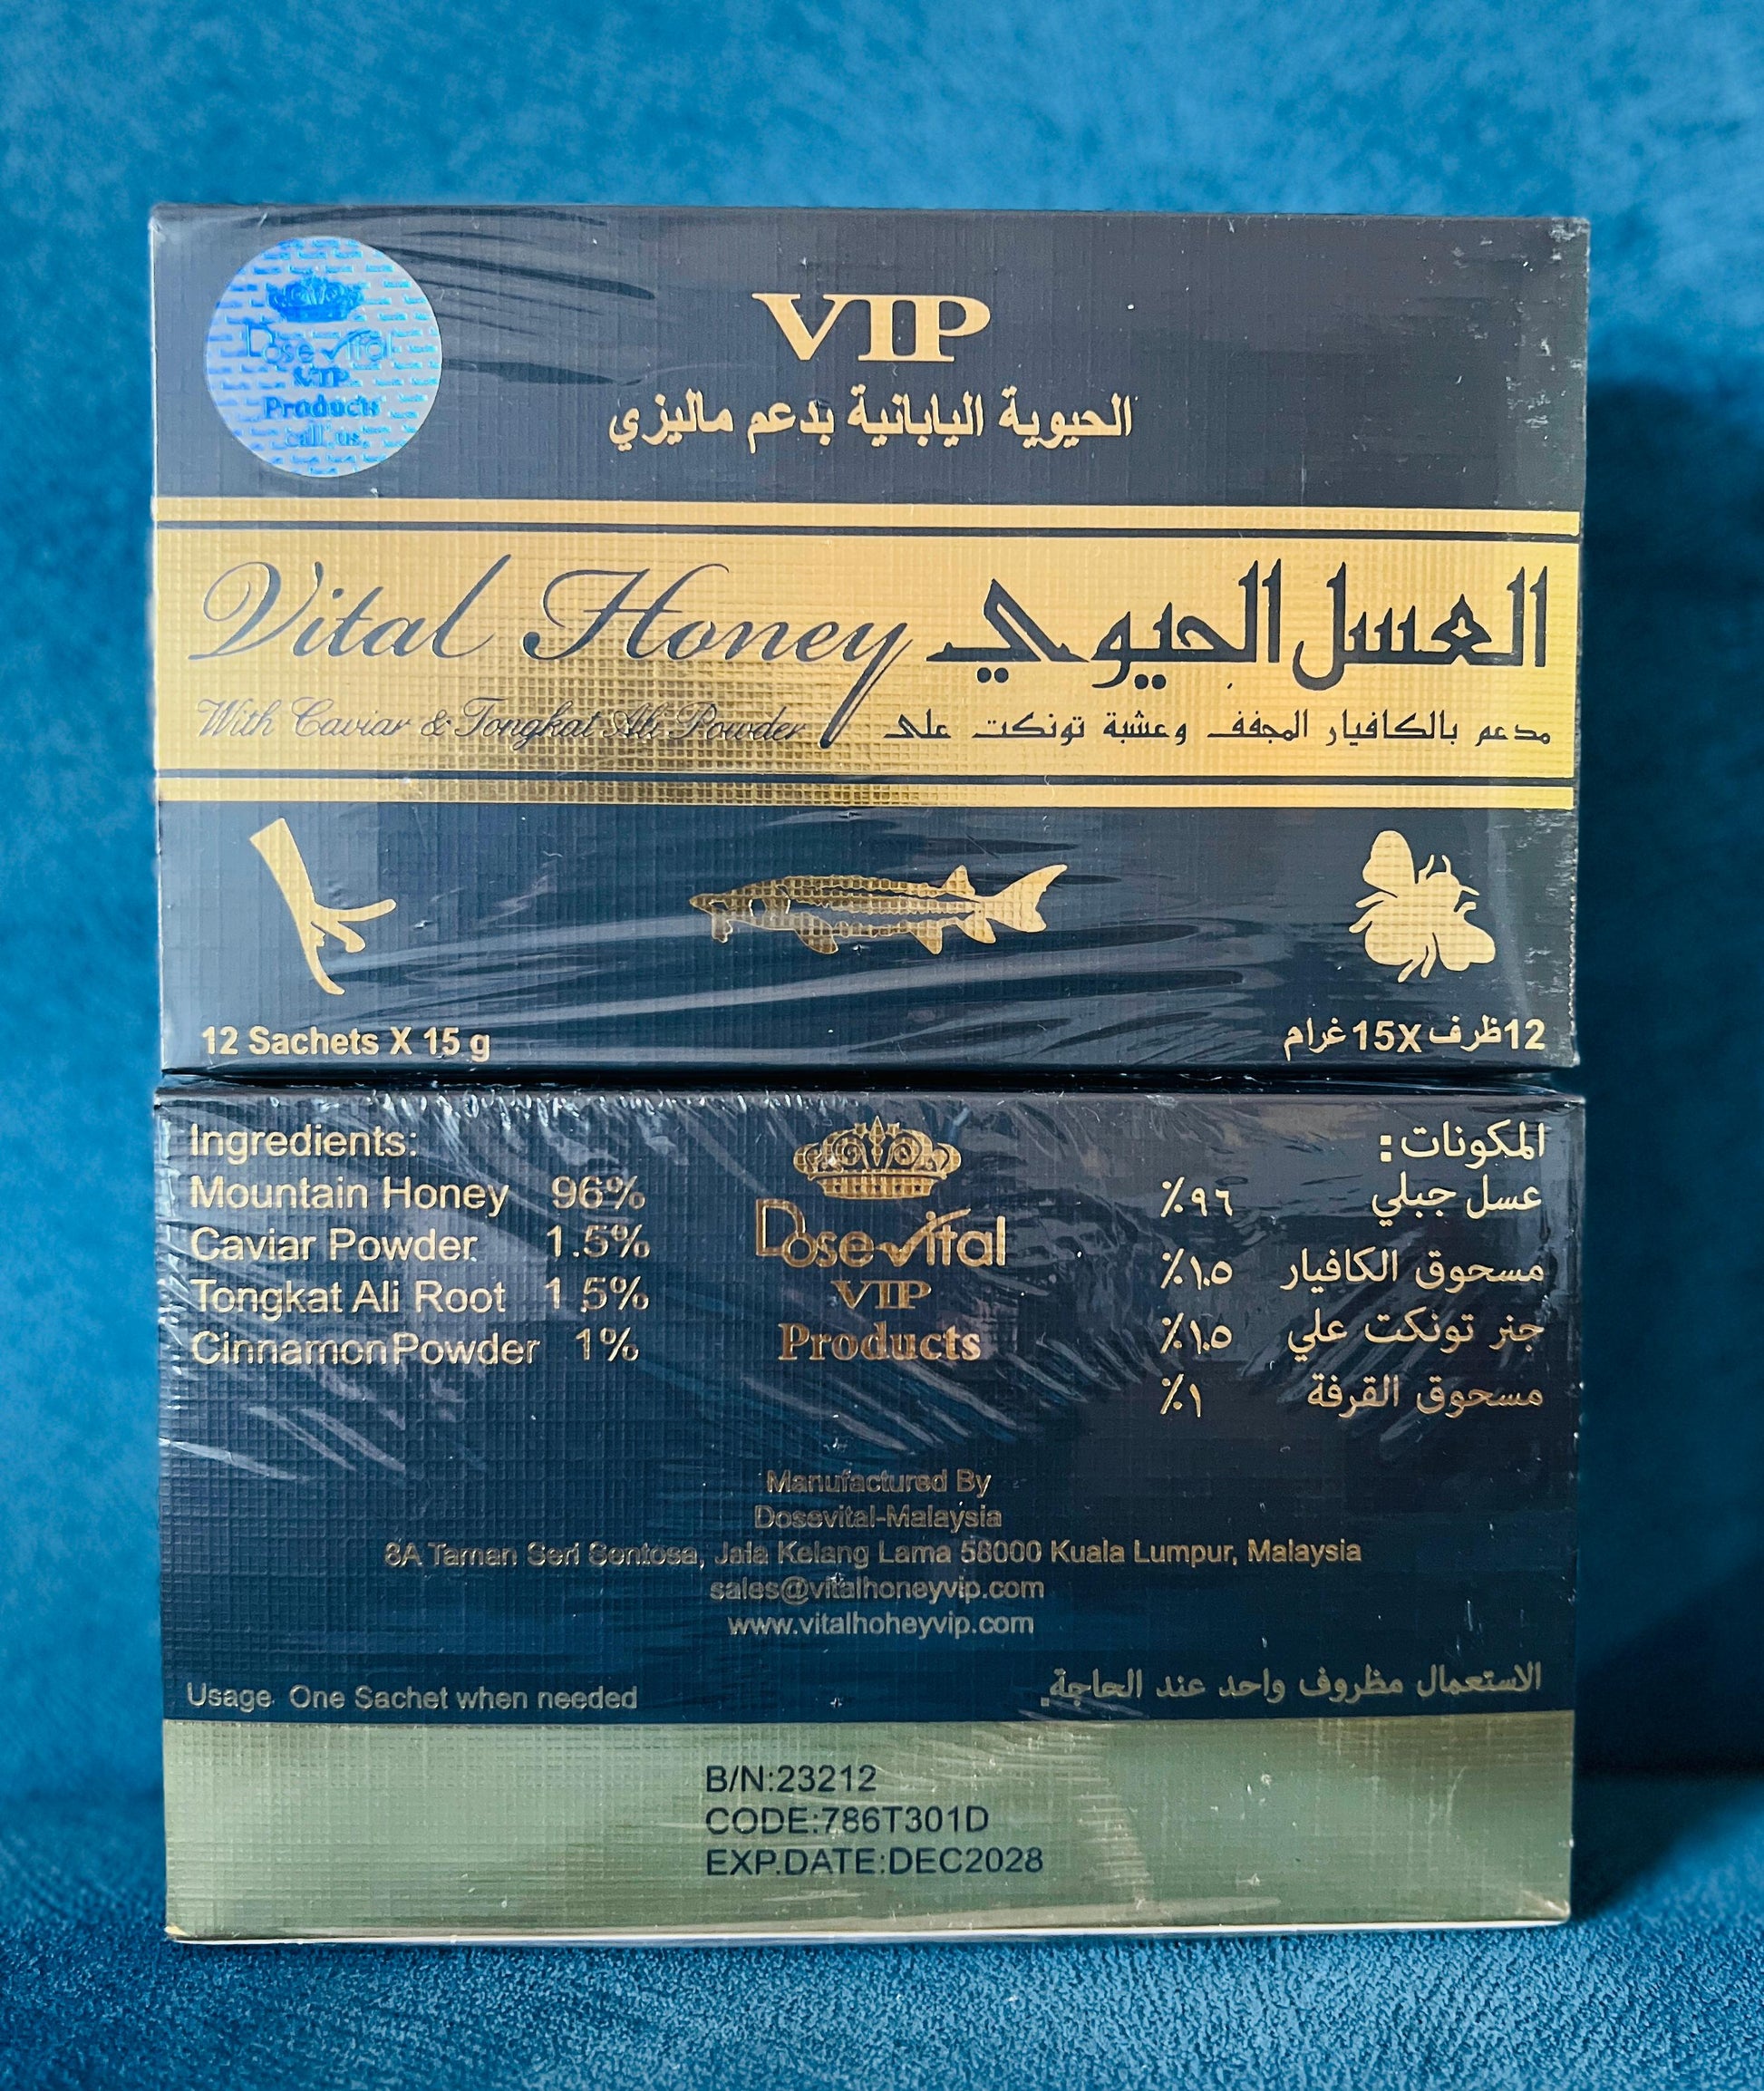 Dose vital
VIP
Products
call us
VIP
الحيوية اليابانية بدعم ماليزي
Vital Honey
العسل الحيوي
With Caviar & Tongkat Ali Powder
مدعم بالكافيار المجفف وعشبة تونكت على
12 Sachets X 15 g
12ظرف15xغرام
Ingredients:
Mountain Honey 96%
Caviar Powder 1.5%
Tongkat Ali Root 1.5%
Cinnamon Powder 1%
Dose vital
VIP
Products
المكونات:
عسل جبلي ٩٦٪
مسحوق الكافيار ١.٥٪
جنر تونكت علي ١.٥٪
مسحوق القرفة ١٪
Manufactured By
Dosevital-Malaysia
8A Taman Seri Sentosa, Jala Kelang Lama 58000 Kuala Lumpur, Malaysia
sales@vitalhoneyvip.com
www.vitalhoheyvip.com
Usage One Sachet when needed
الاستعمال مظروف واحد عند الحاجة.
B/N:23212
CODE:786T301D
EXP.DATE:DEC2028